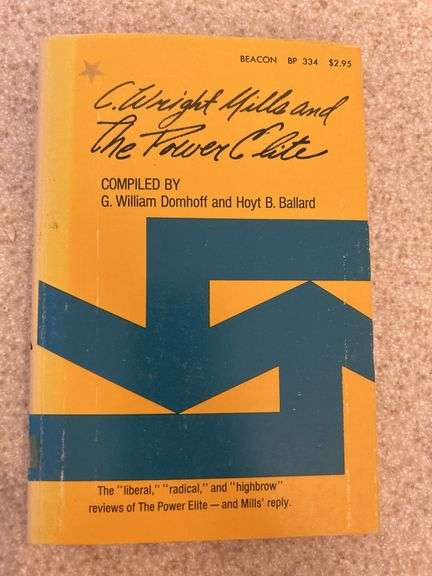 BEACON BP 334 $2.95
C. Wright Mills and
The Power Elite
COMPILED BY
G. William Domhoff and Hoyt B. Ballard
The "liberal," "radical," and "highbrow"
reviews of The Power Elite — and Mills' reply.